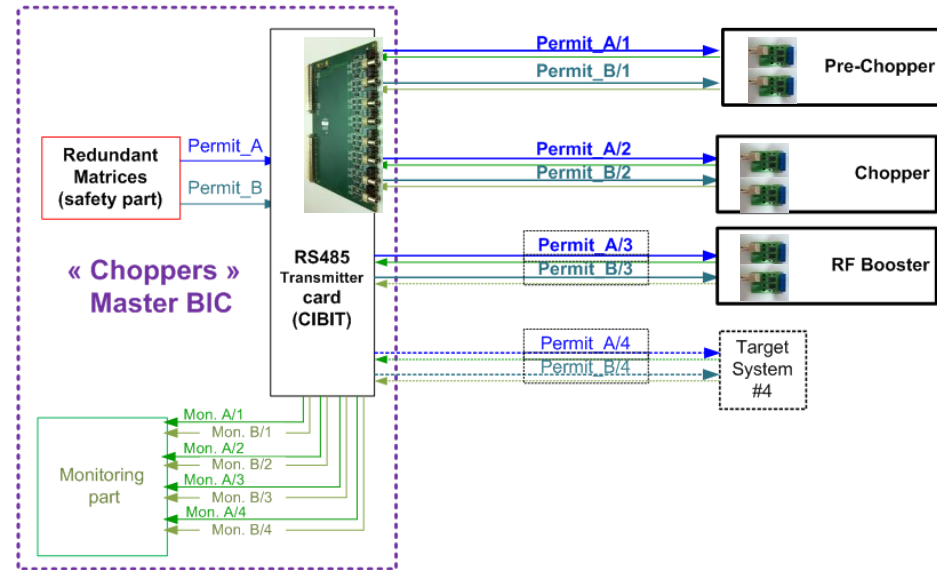 Permit_A/1
Permit_B/1
Pre-Chopper
Redundant
Matrices
(safety part)
Permit_A
Permit_B
Permit_A/2
Permit_B/2
Chopper
« Choppers »
Master BIC
RS485
Transmitter
card
(CIBIT)
Permit_A/3
Permit_B/3
RF Booster
Permit_A/4
Permit_B/4
Target
System
#4
Monitoring
part
Mon. A/1
Mon. B/1
Mon. A/2
Mon. B/2
Mon. A/3
Mon. B/3
Mon. A/4
Mon. B/4